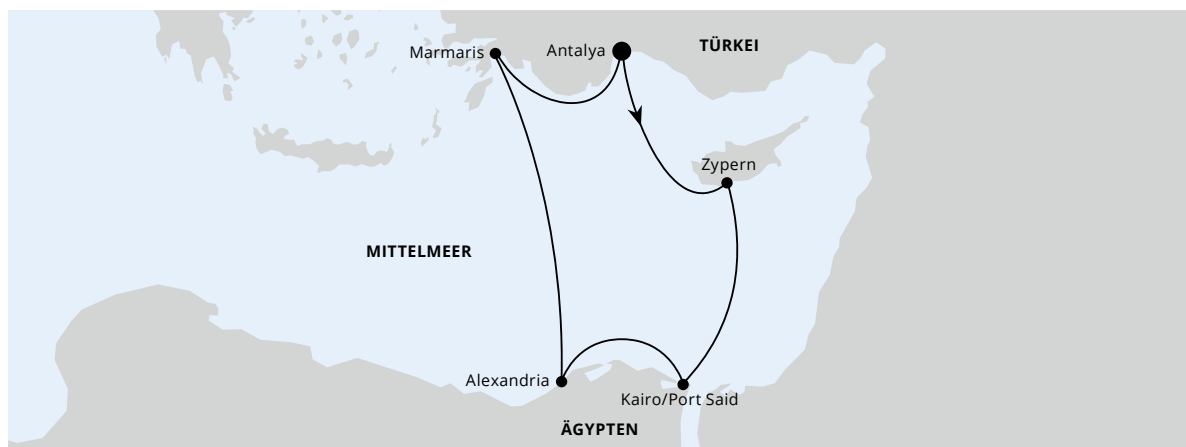 TÜRKEI
Antalya
Marmaris
Zypern
MITTELMEER
Alexandria
Kairo/Port Said
ÄGYPTEN